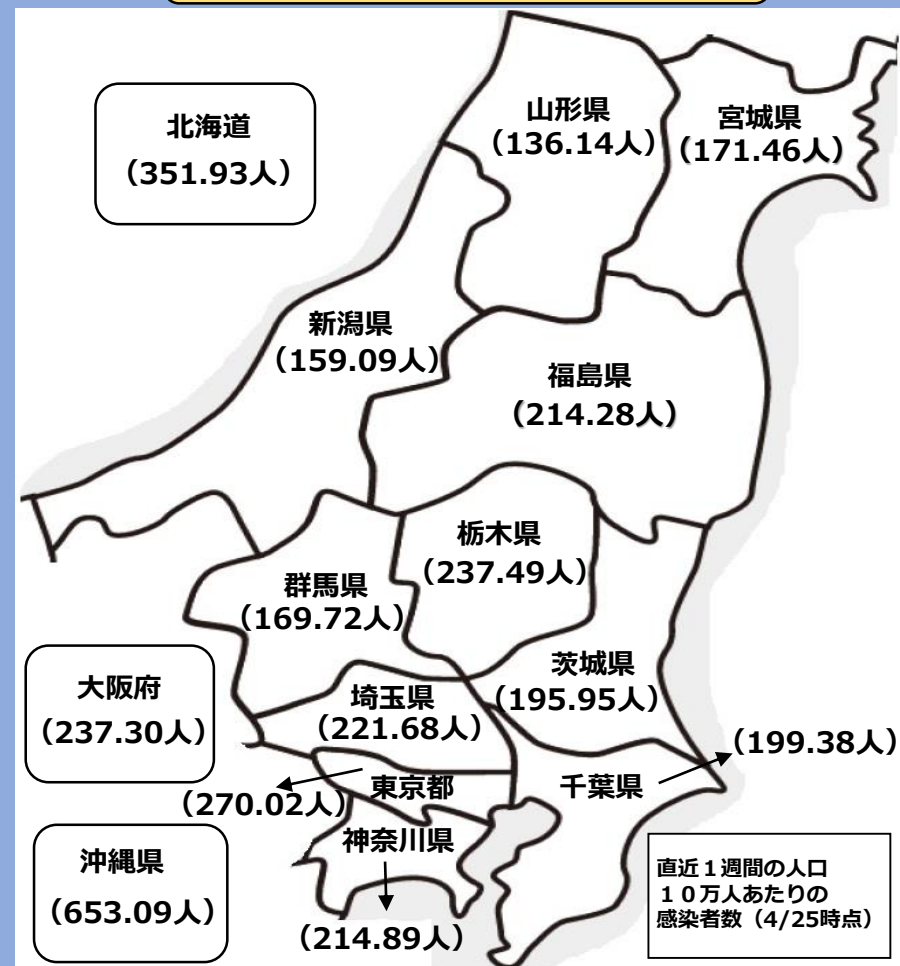 北海道
（351.93人）
山形県
（136.14人）
宮城県
（171.46人）
新潟県
（159.09人）
福島県
（214.28人）
栃木県
（237.49人）
群馬県
（169.72人）
茨城県
（195.95人）
大阪府
（237.30人）
埼玉県
（221.68人）
（199.38人）
千葉県
東京都
（270.02人）
神奈川県
（214.89人）
沖縄県
（653.09人）
直近１週間の人口
１０万人あたりの
感染者数（4/25時点）